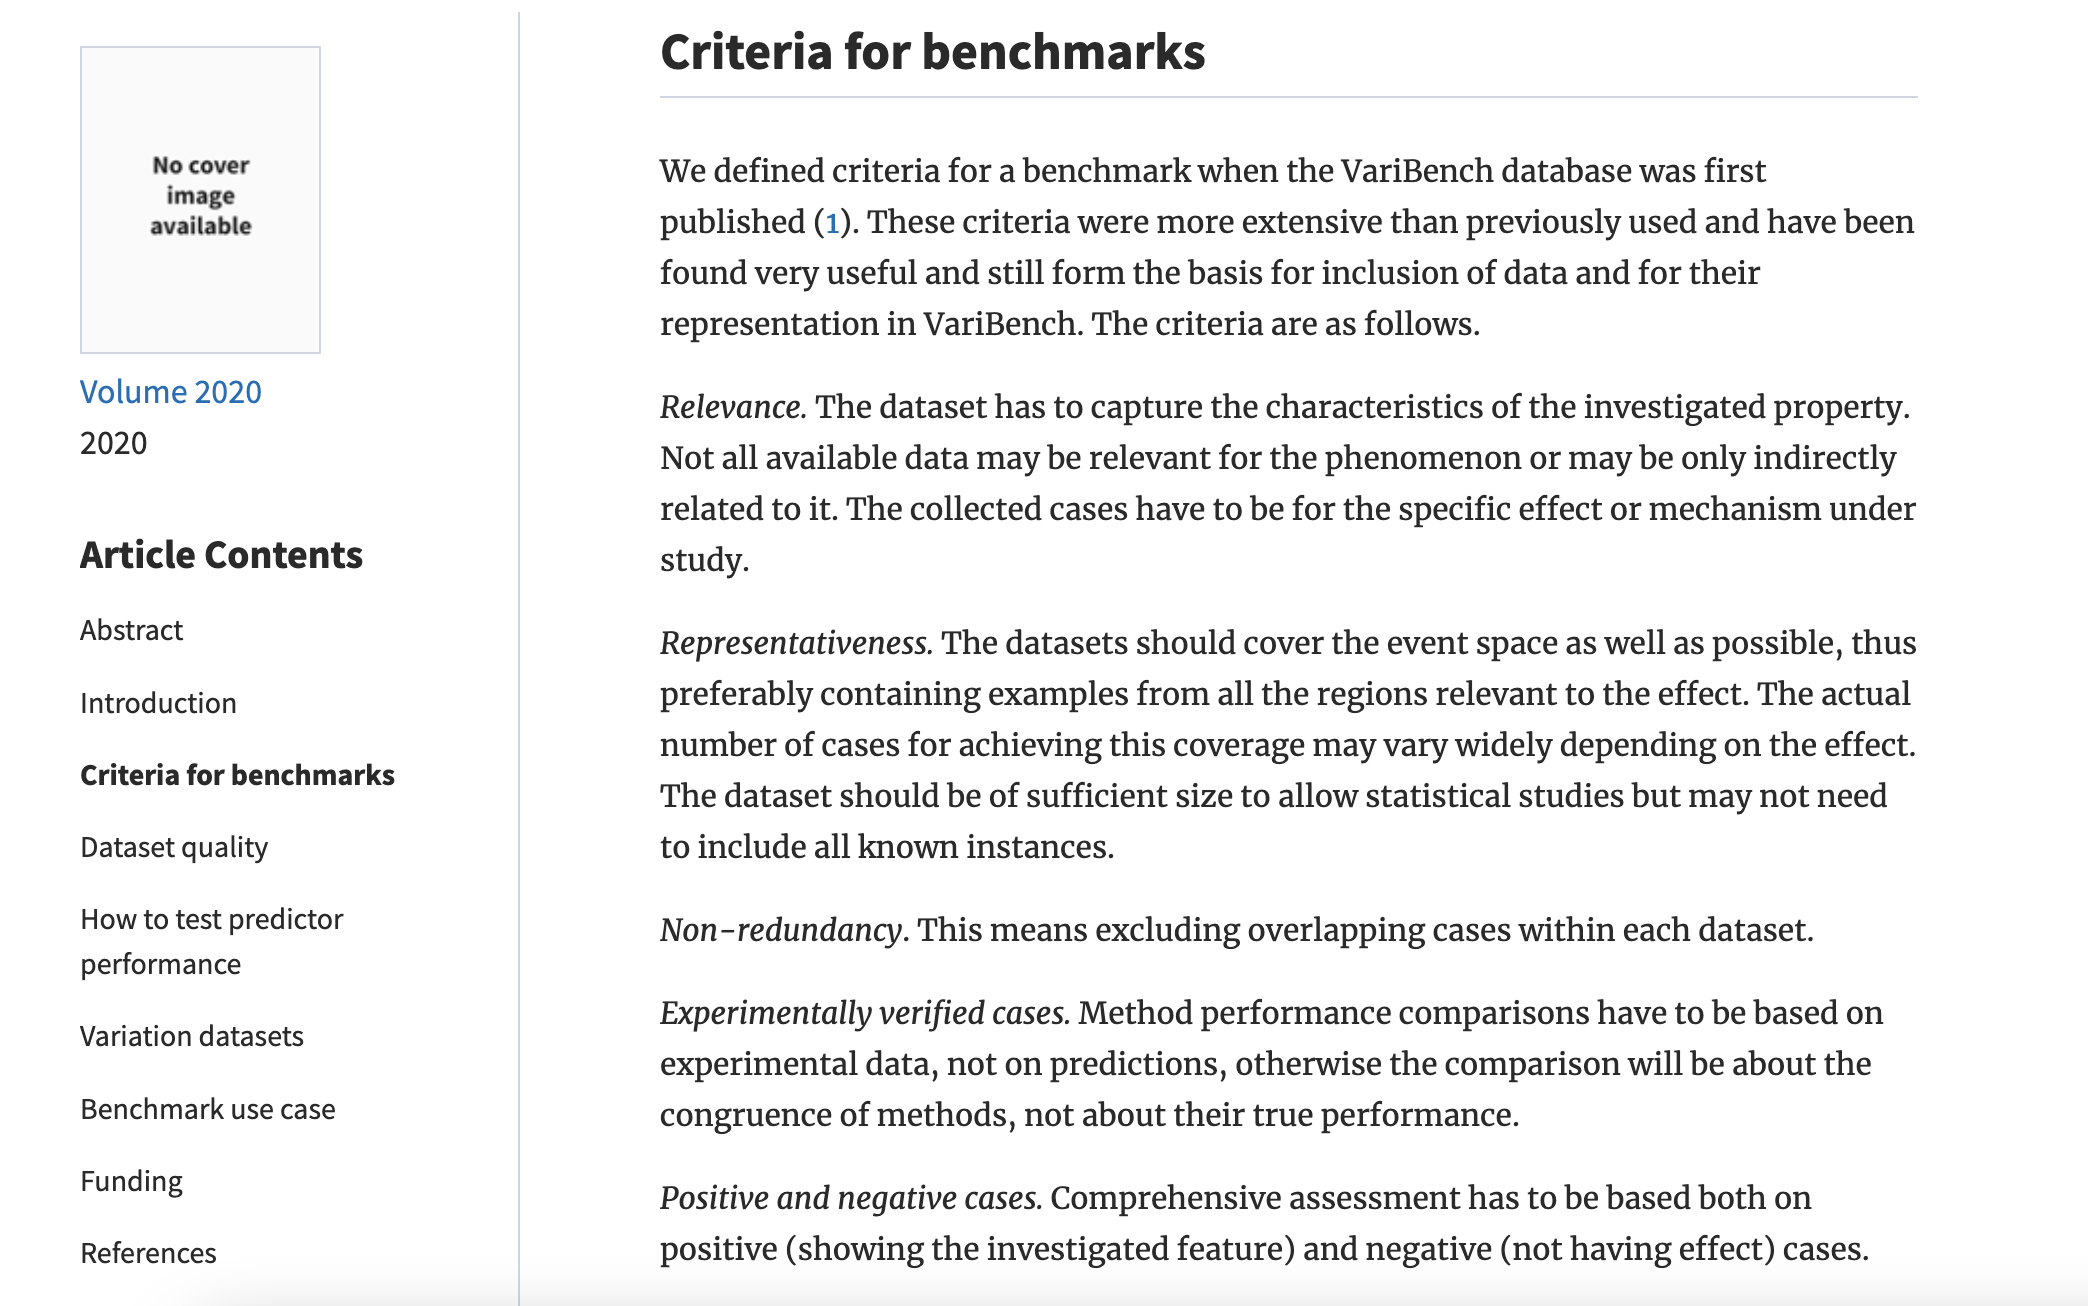 No cover
image
available
Volume 2020
2020
Article Contents
Abstract
Introduction
Criteria for benchmarks
Dataset quality
How to test predictor
performance
Variation datasets
Benchmark use case
Funding
References
Criteria for benchmarks
We defined criteria for a benchmark when the VariBench database was first
published (1). These criteria were more extensive than previously used and have been
found very useful and still form the basis for inclusion of data and for their
representation in VariBench. The criteria are as follows.
Relevance. The dataset has to capture the characteristics of the investigated property.
Not all available data may be relevant for the phenomenon or may be only indirectly
related to it. The collected cases have to be for the specific effect or mechanism under
study.
Representativeness. The datasets should cover the event space as well as possible, thus
preferably containing examples from all the regions relevant to the effect. The actual
number of cases for achieving this coverage may vary widely depending on the effect.
The dataset should be of sufficient size to allow statistical studies but may not need
to include all known instances.
Non-redundancy. This means excluding overlapping cases within each dataset.
Experimentally verified cases. Method performance comparisons have to be based on
experimental data, not on predictions, otherwise the comparison will be about the
congruence of methods, not about their true performance.
Positive and negative cases. Comprehensive assessment has to be based both on
positive (showing the investigated feature) and negative (not having effect) cases.